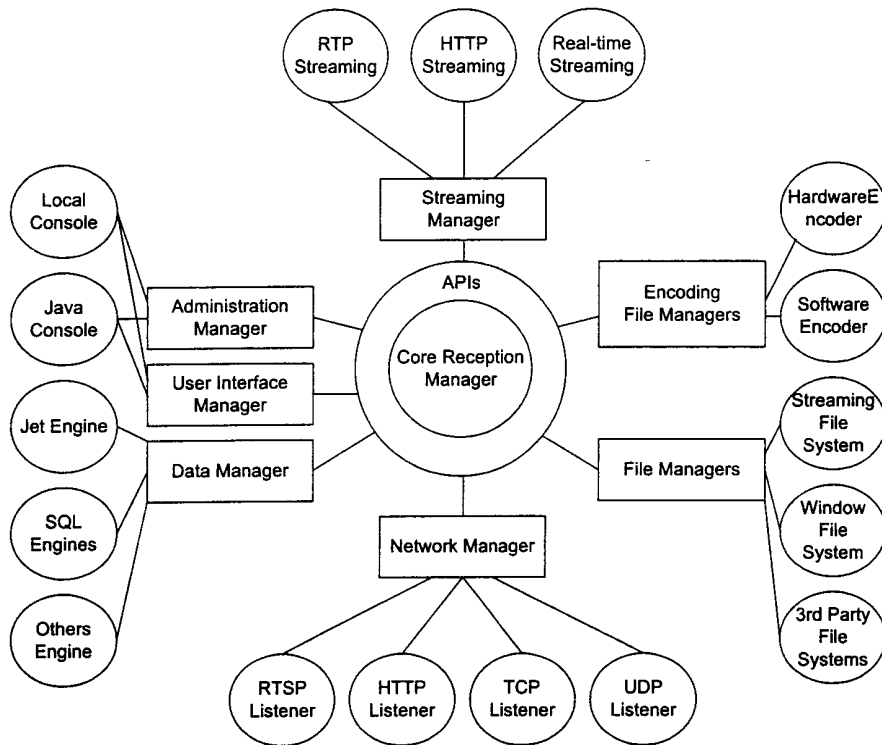 RTP
Streaming
HTTP
Streaming
Real-time
Streaming
Streaming
Manager
Local
Console
HardwareE
ncoder
APIs
Administration
Manager
Encoding
File Managers
Java
Console
Software
Encoder
Core Reception
Manager
User Interface
Manager
Jet Engine
Streaming
File
System
Data Manager
File Managers
SQL
Engines
Window
File
System
Network Manager
Others
Engine
3rd Party
File
Systems
RTSP
Listener
HTTP
Listener
TCP
Listener
UDP
Listener